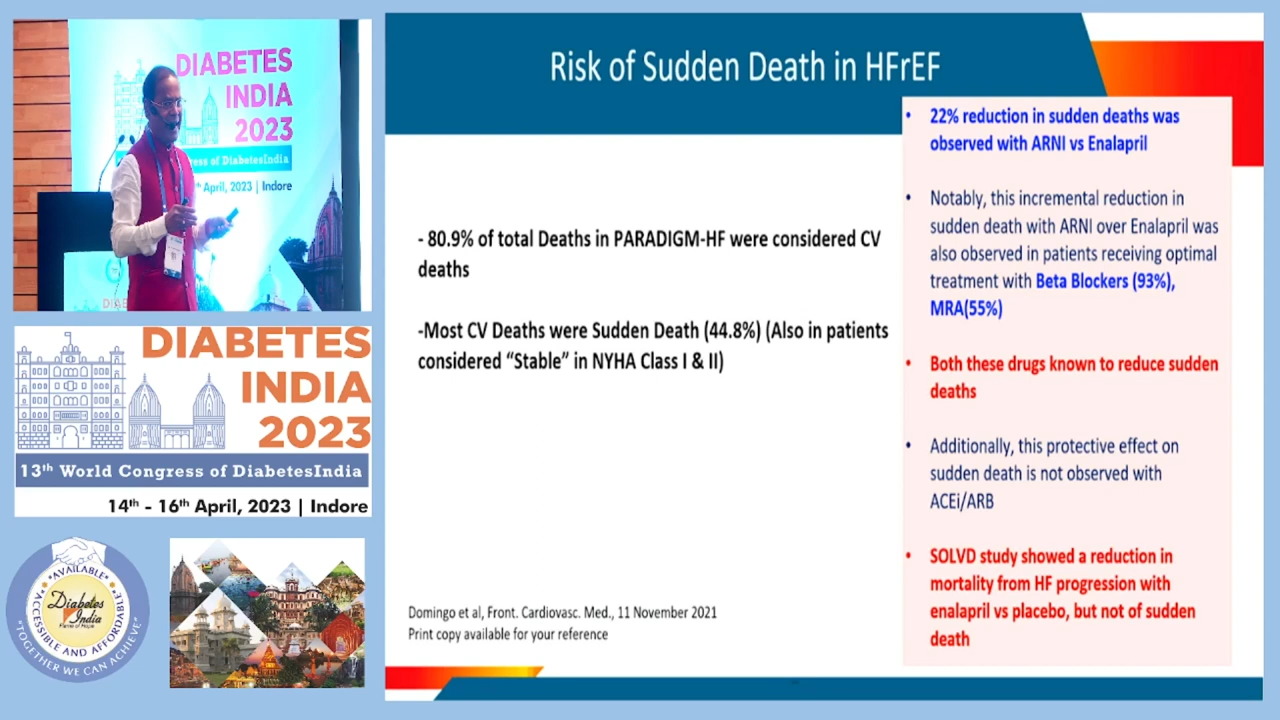 DIABETES
INDIA
2023
ess of DiabetesIndia
April, 2023 | Indore
DIABETES
INDIA
2023
13th World Congress of DiabetesIndia
14th - 16th April, 2023 | Indore
"AVAILABLE"
"ACCESSIBLE AND AFFORDABLE"
Diabetes
India
"TOGETHER WE CAN ACHIEVE"
Risk of Sudden Death in HFrEF
- 80.9% of total Deaths in PARADIGM-HF were considered CV
deaths
-Most CV Deaths were Sudden Death (44.8%) (Also in patients
considered “Stable” in NYHA Class I & II)
Domingo et al, Front. Cardiovasc. Med., 11 November 2021
Print copy available for your reference
• 22% reduction in sudden deaths was
observed with ARNI vs Enalapril
• Notably, this incremental reduction in
sudden death with ARNI over Enalapril was
also observed in patients receiving optimal
treatment with Beta Blockers (93%),
MRA(55%)
• Both these drugs known to reduce sudden
deaths
• Additionally, this protective effect on
sudden death is not observed with
ACEi/ARB
• SOLVD study showed a reduction in
mortality from HF progression with
enalapril vs placebo, but not of sudden
death